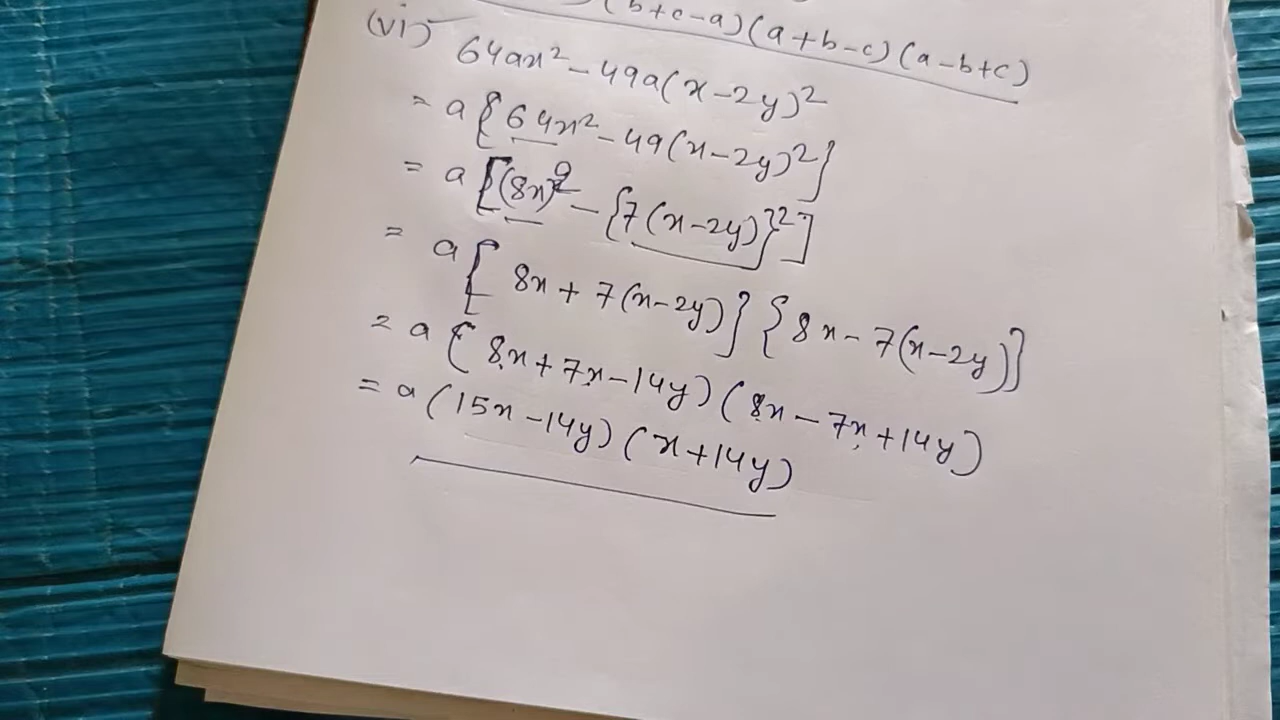 (b+c-a)(a+b-c)(a-b+c)
(vi) 64ax² - 49a(x-2y)²
= a{64x² - 49(x-2y)²}
= a[(8x)² - {7(x-2y)}²]
= a[8x + 7(x-2y)}{8x - 7(x-2y)}
= a(8x + 7x - 14y)(8x - 7x + 14y)
= a(15x - 14y)(x + 14y)